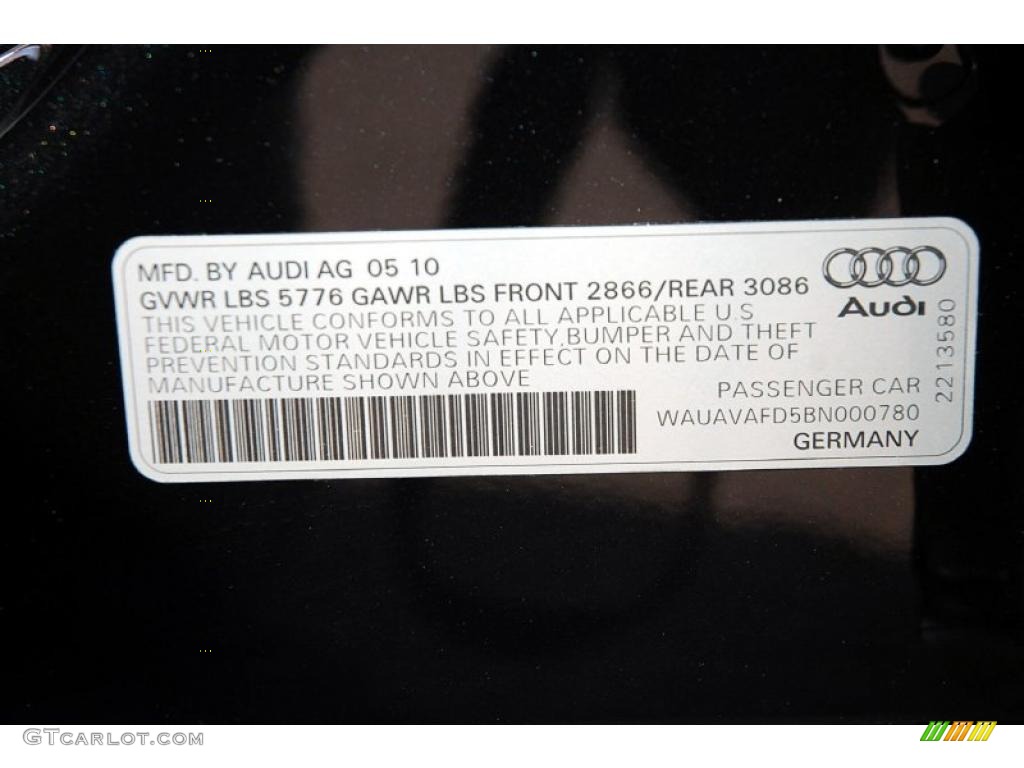 MFD. BY AUDI AG 05 10
GVWR LBS 5776 GAWR LBS FRONT 2866/REAR 3086
THIS VEHICLE CONFORMS TO ALL APPLICABLE U.S
FEDERAL MOTOR VEHICLE SAFETY,BUMPER AND THEFT
PREVENTION STANDARDS IN EFFECT ON THE DATE OF
MANUFACTURE SHOWN ABOVE
PASSENGER CAR
WAUAVAFD5BN000780
GERMANY
Audi
2213580
GTcarlot.com